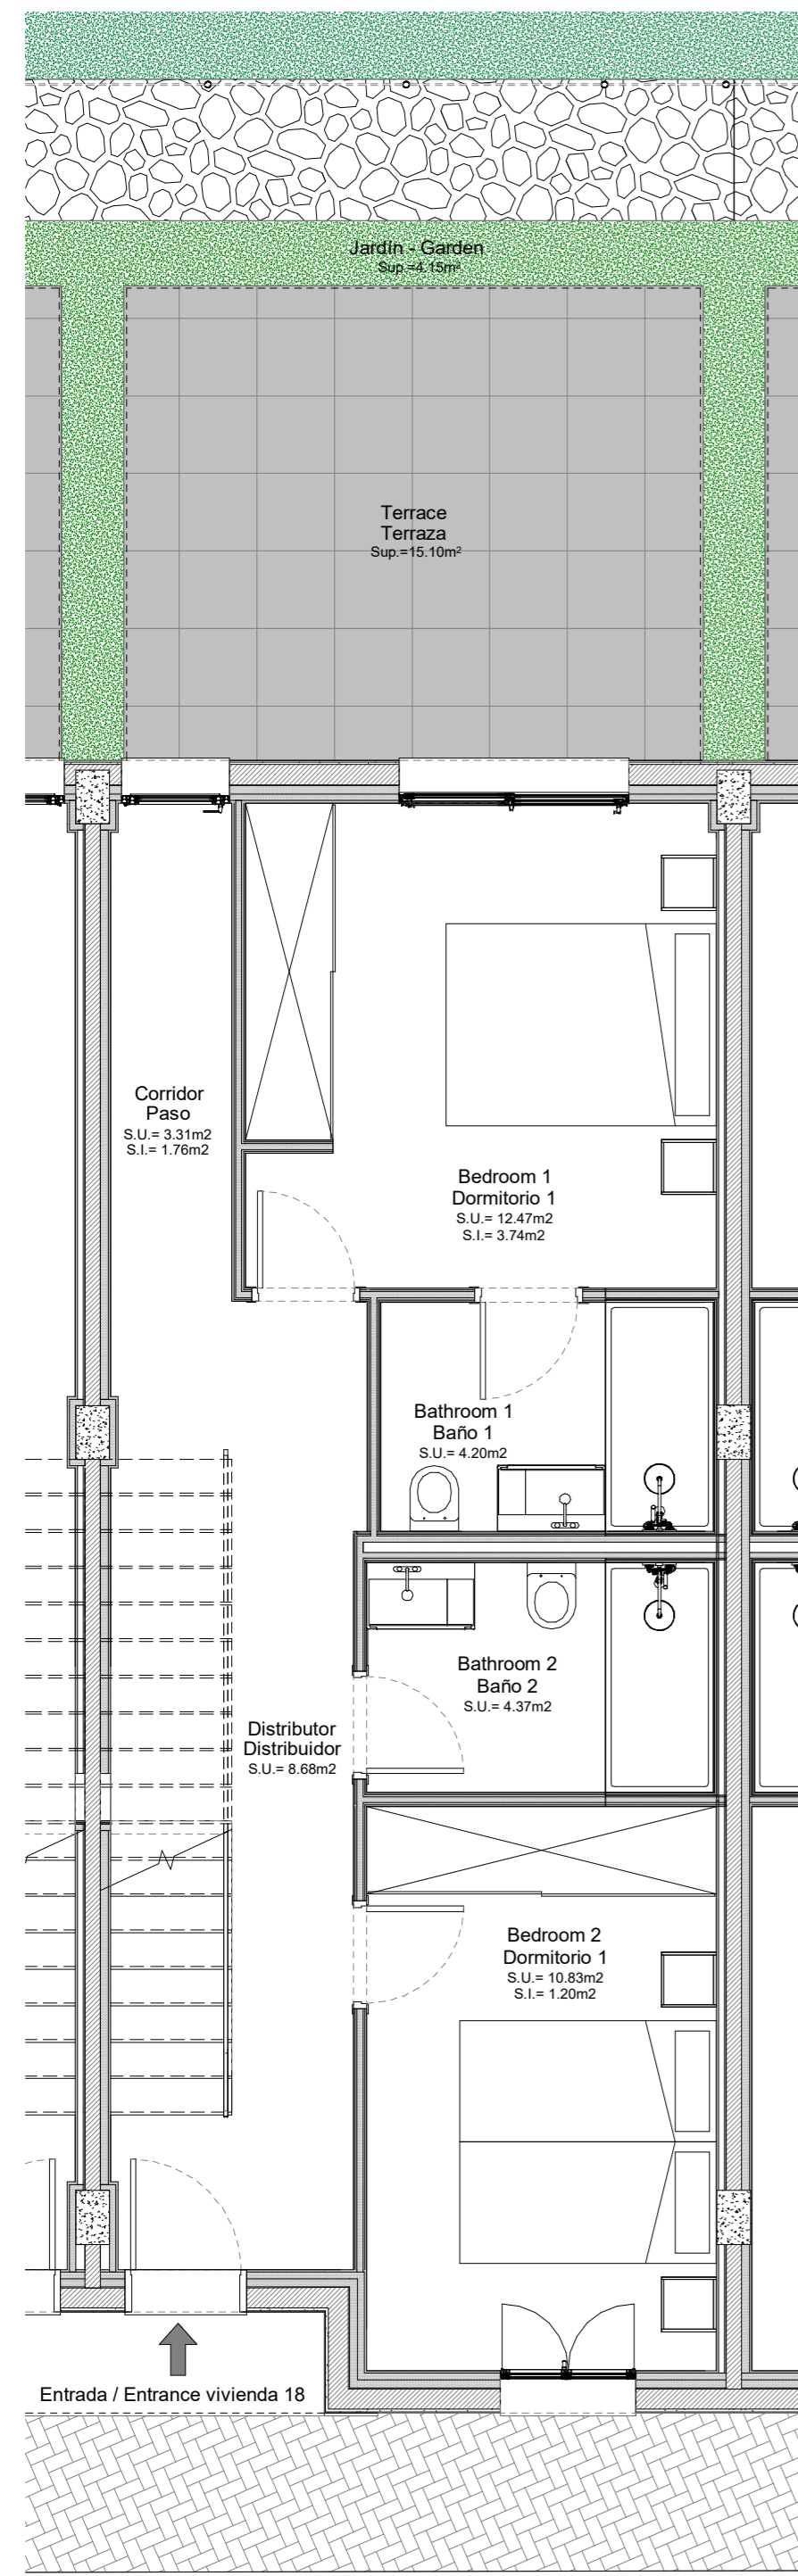 Jardín - Garden
Sup.=4.15m²
Terrace
Terraza
Sup.=15.10m²
Corridor
Paso
S.U.= 3.31m2
S.I.= 1.76m2
Bedroom 1
Dormitorio 1
S.U.= 12.47m2
S.I.= 3.74m2
Bathroom 1
Baño 1
S.U.= 4.20m2
Bathroom 2
Baño 2
S.U.= 4.37m2
Distributor
Distribuidor
S.U.= 8.68m2
Bedroom 2
Dormitorio 1
S.U.= 10.83m2
S.I.= 1.20m2
Entrada / Entrance vivienda 18